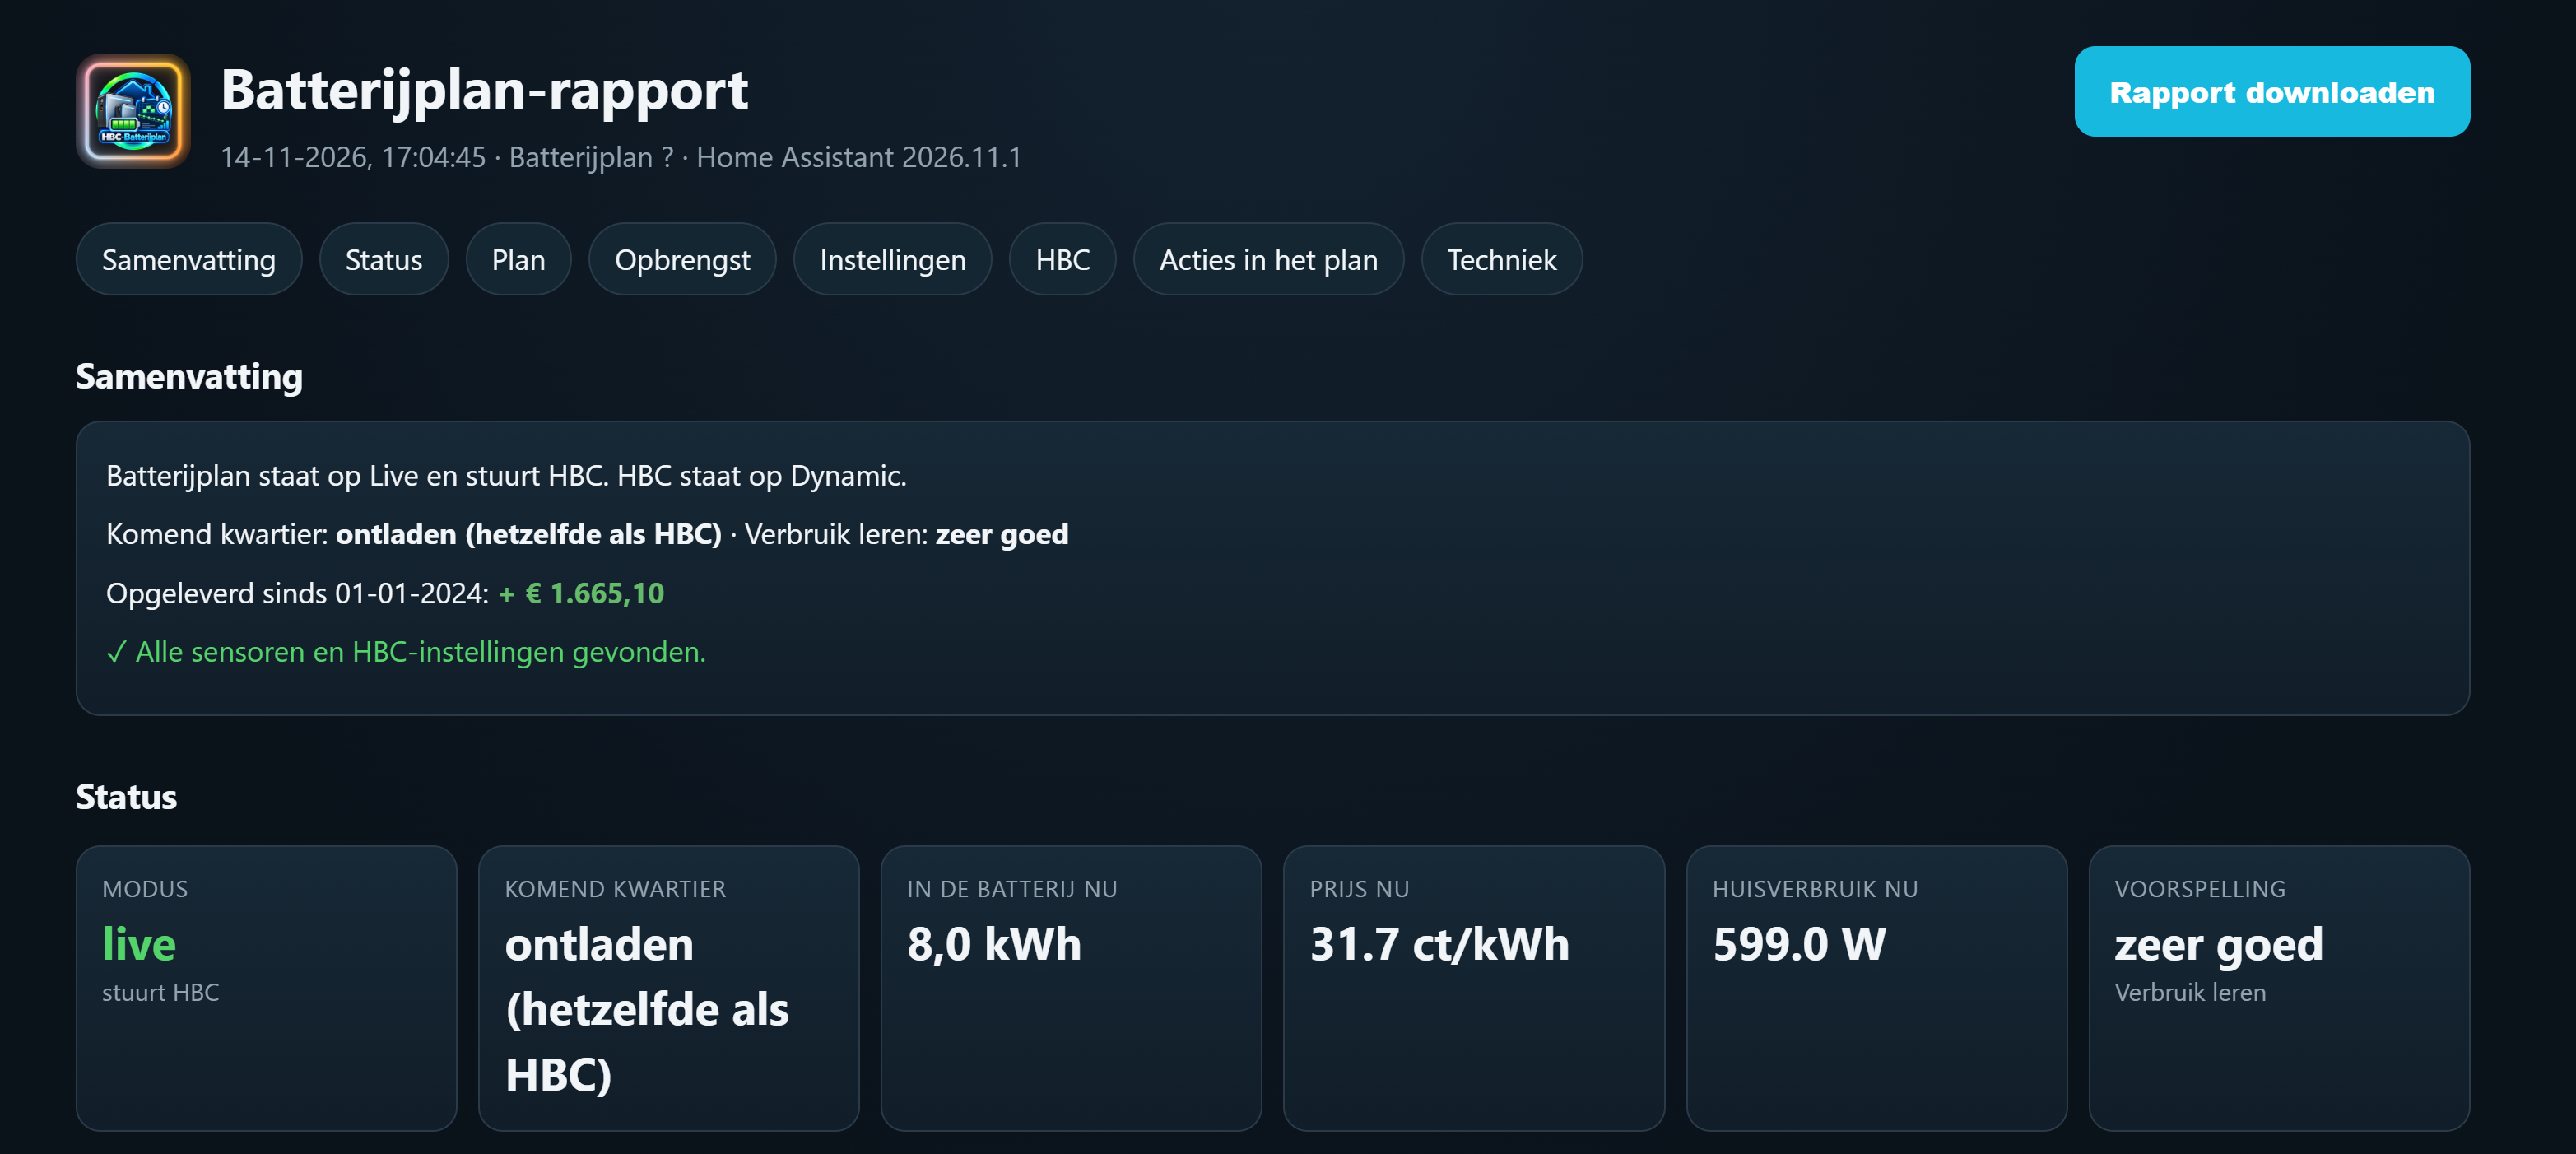 HBC-Batterijplan
Batterijplan-rapport
14-11-2026, 17:04:45 · Batterijplan ? · Home Assistant 2026.11.1
Rapport downloaden
Samenvatting
Status
Plan
Opbrengst
Instellingen
HBC
Acties in het plan
Techniek
Samenvatting
Batterijplan staat op Live en stuurt HBC. HBC staat op Dynamic.
Komend kwartier: ontladen (hetzelfde als HBC) · Verbruik leren: zeer goed
Opgeleverd sinds 01-01-2024: + € 1.665,10
✓ Alle sensoren en HBC-instellingen gevonden.
Status
MODUS
live
stuurt HBC
KOMEND KWARTIER
ontladen
(hetzelfde als
HBC)
IN DE BATTERIJ NU
8,0 kWh
PRIJS NU
31.7 ct/kWh
HUISVERBRUIK NU
599.0 W
VOORSPELLING
zeer goed
Verbruik leren